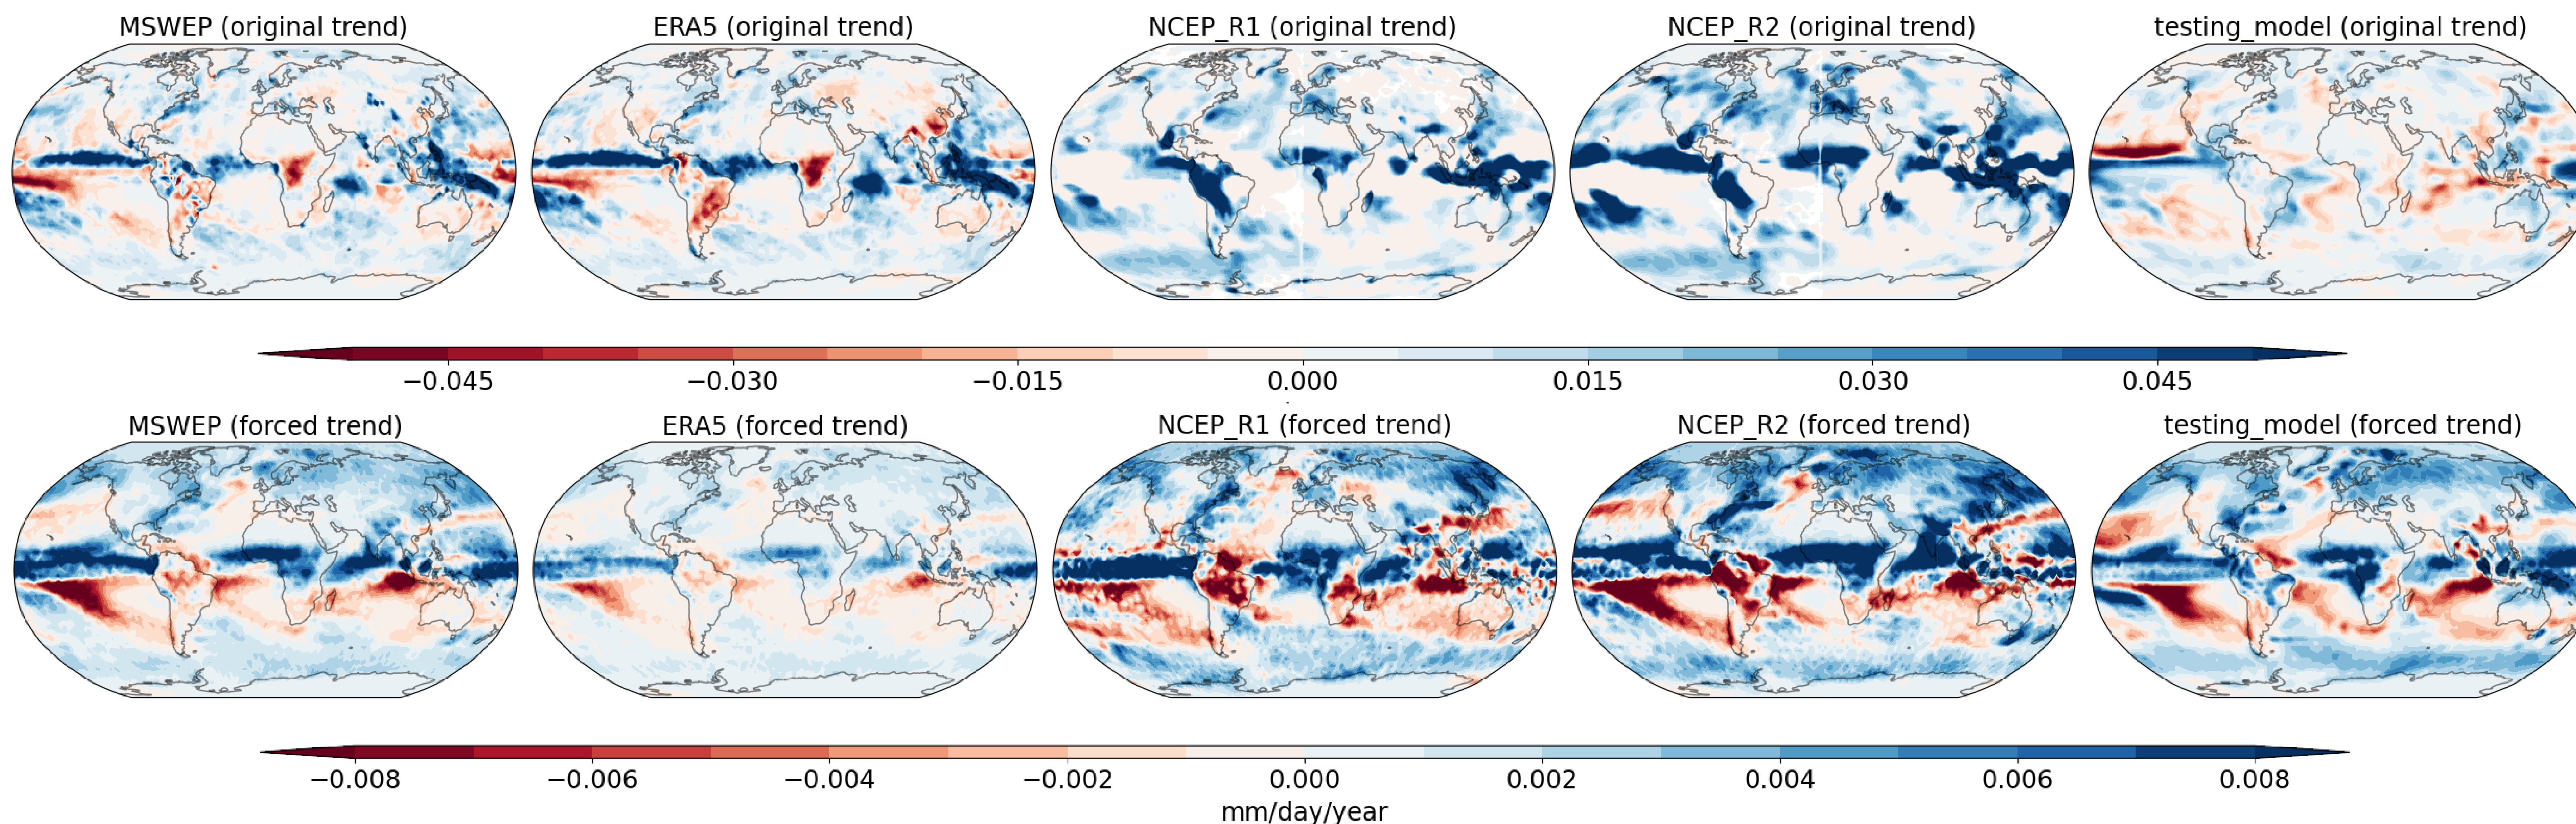 MSWEP (original trend) ERA5 (original trend) NCEP_R1 (original trend) NCEP_R2 (original trend) testing_model (original trend)
−0.045 −0.030 −0.015 0.000 0.015 0.030 0.045
MSWEP (forced trend) ERA5 (forced trend) NCEP_R1 (forced trend) NCEP_R2 (forced trend) testing_model (forced trend)
−0.008 −0.006 −0.004 −0.002 0.000 0.002 0.004 0.006 0.008
mm/day/year